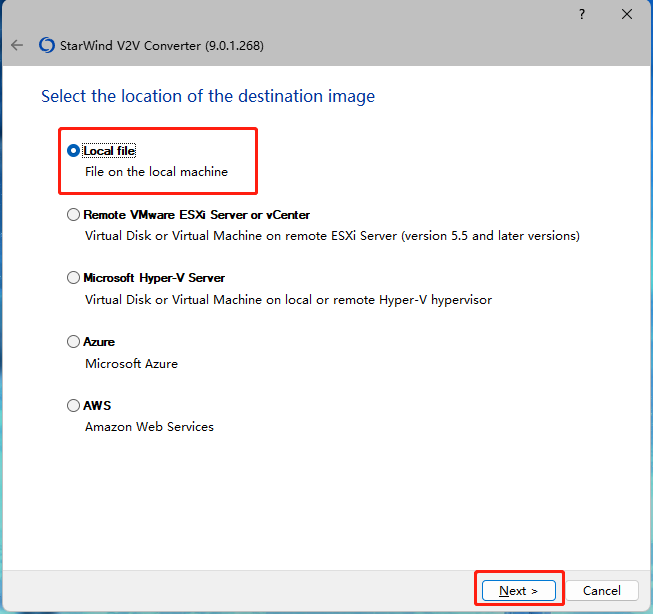 ?
StarWind V2V Converter (9.0.1.268)
Select the location of the destination image
Local file
File on the local machine
Remote VMware ESXi Server or vCenter
Virtual Disk or Virtual Machine on remote ESXi Server (version 5.5 and later versions)
Microsoft Hyper-V Server
Virtual Disk or Virtual Machine on local or remote Hyper-V hypervisor
Azure
Microsoft Azure
AWS
Amazon Web Services
Next > Cancel